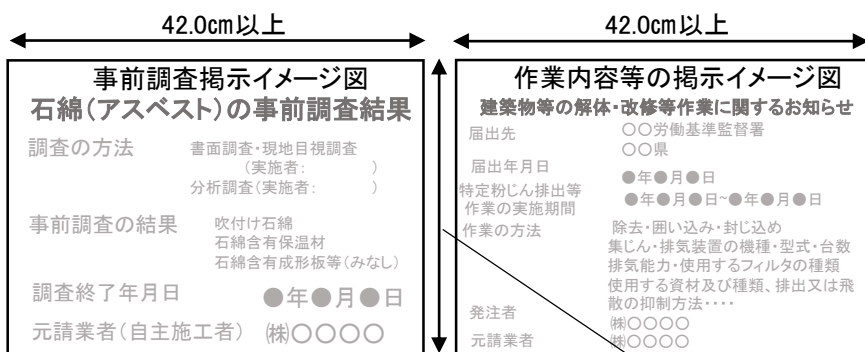 42.0cm以上
事前調査掲示イメージ図
石綿(アスベスト)の事前調査結果
調査の方法 書面調査・現地目視調査
(実施者: )
分析調査(実施者: )
事前調査の結果 吹付け石綿
石綿含有保温材
石綿含有成形板等(みなし)
調査終了年月日 ●年●月●日
元請業者(自主施工者) ㈱〇〇〇〇
42.0cm以上
作業内容等の掲示イメージ図
建築物等の解体・改修等作業に関するお知らせ
届出先 〇〇労働基準監督署
〇〇県
届出年月日 ●年●月●日
特定粉じん排出等
作業の実施期間 ●年●月●日~●年●月●日
作業の方法 除去・囲い込み・封じ込め
集じん・排気装置の機種・型式・台数
排気能力・使用するフィルタの種類
使用する資材及び種類、排出又は飛
散の抑制方法・・・・
発注者 ㈱〇〇〇〇
元請業者 ㈱〇〇〇〇